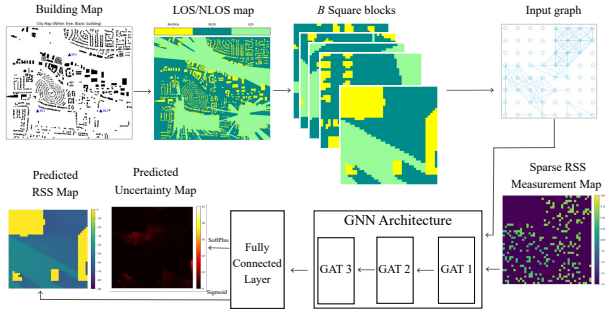 Building Map
LOS/NLOS map
B Square blocks
Input graph
City Map (White: free, Black: building)
Building
NLOS
LOS
Predicted
RSS Map
Predicted
Uncertainty Map
SoftPlus
Sigmoid
Fully
Connected
Layer
GNN Architecture
GAT 3
GAT 2
GAT 1
Sparse RSS
Measurement Map